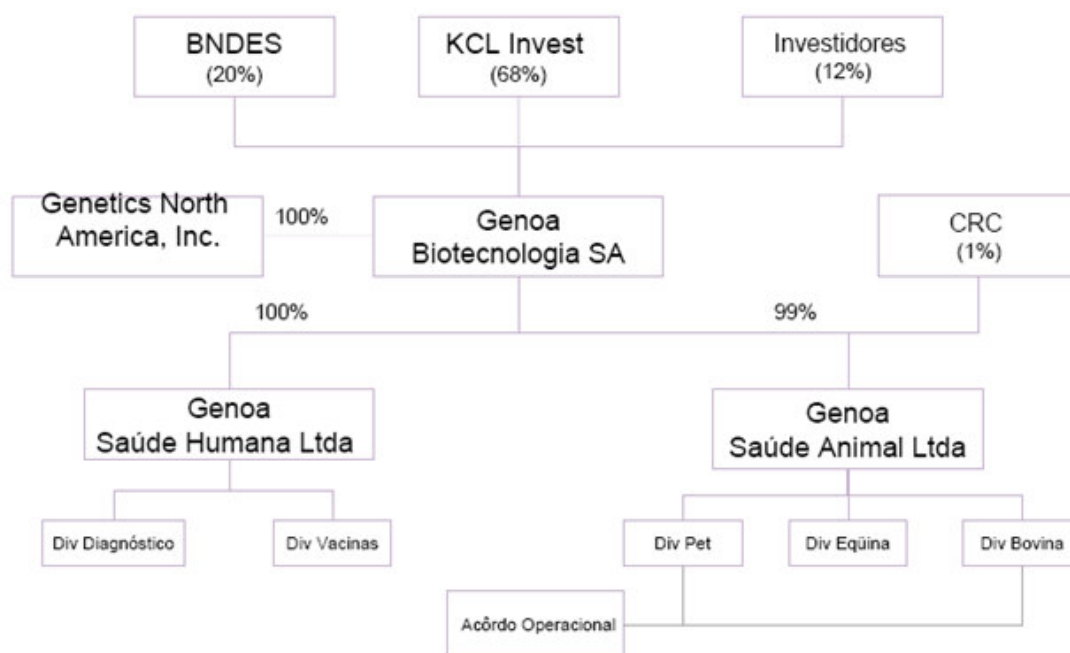 BNDES
(20%)
KCL Invest
(68%)
Investidores
(12%)
Genetics North
America, Inc.
100%
Genoa
Biotecnologia SA
CRC
(1%)
100%
99%
Genoa
Saúde Humana Ltda
Genoa
Saúde Animal Ltda
Div Diagnóstico
Div Vacinas
Div Pet
Div Eqüina
Div Bovina
Acôrdo Operacional